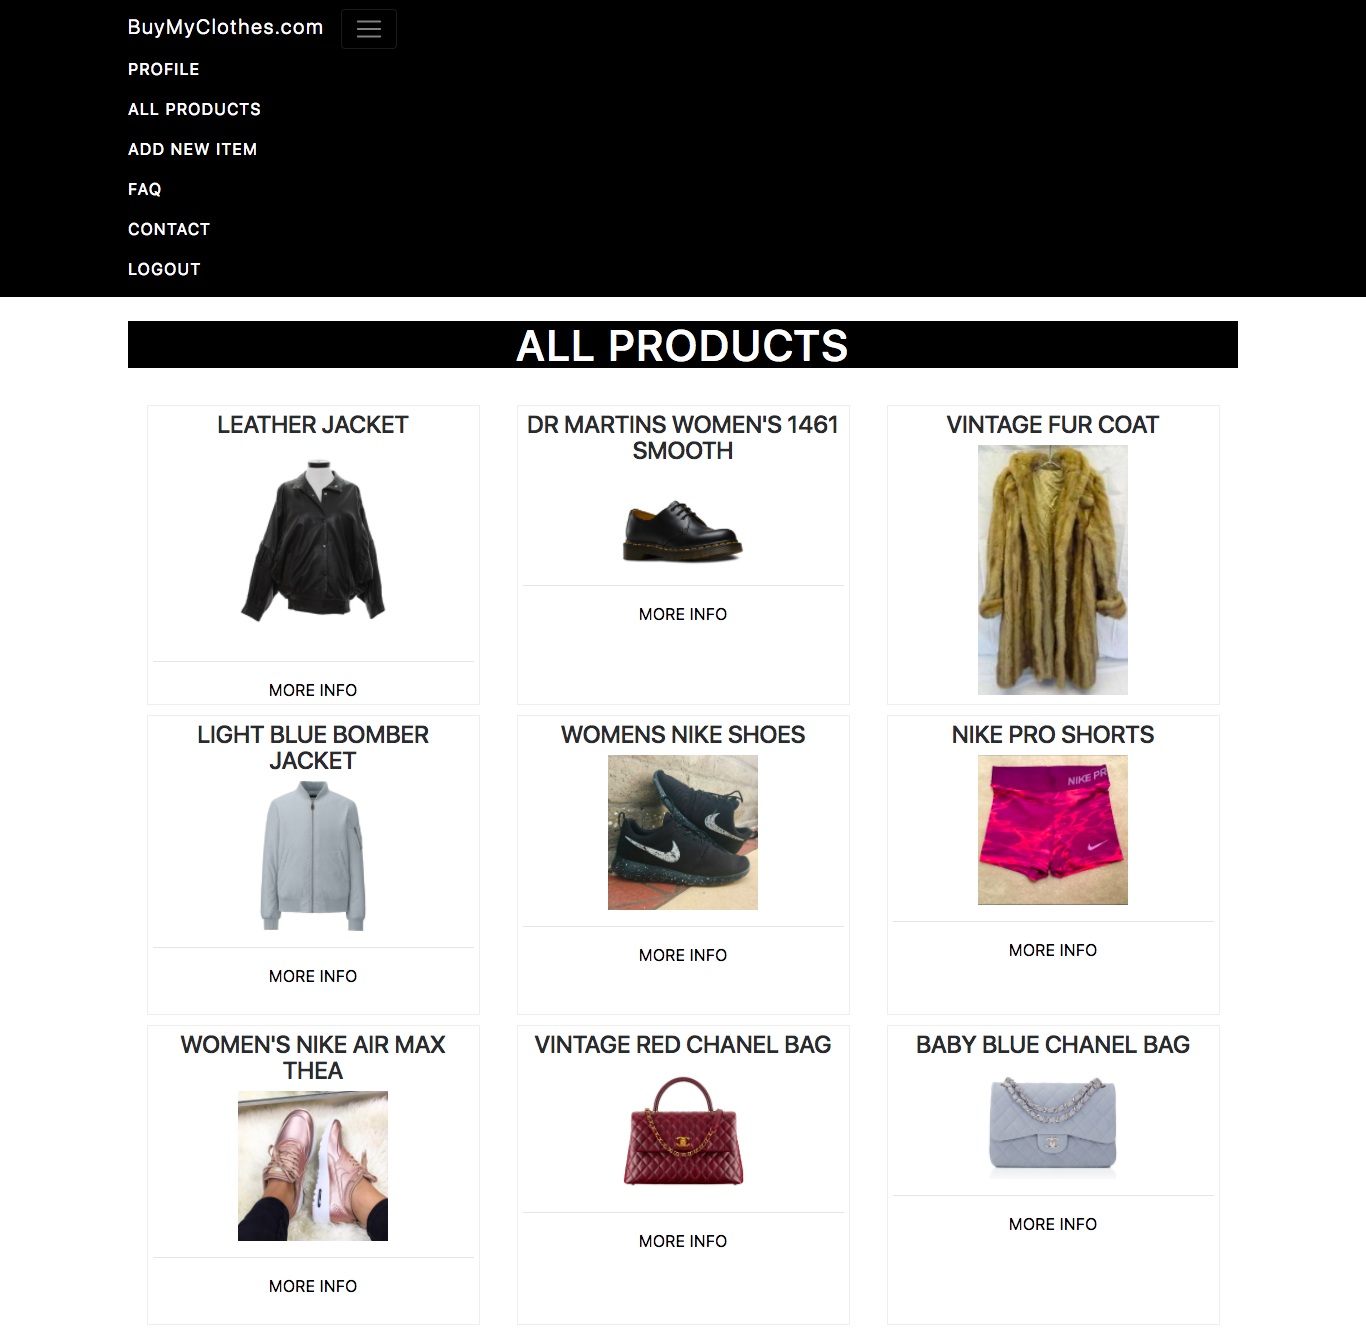 BuyMyClothes.com
PROFILE
ALL PRODUCTS
ADD NEW ITEM
FAQ
CONTACT
LOGOUT
ALL PRODUCTS
LEATHER JACKET
MORE INFO
DR MARTINS WOMEN'S 1461
SMOOTH
MORE INFO
VINTAGE FUR COAT
LIGHT BLUE BOMBER
JACKET
MORE INFO
WOMENS NIKE SHOES
MORE INFO
NIKE PRO SHORTS
NIKE PR
MORE INFO
WOMEN'S NIKE AIR MAX
THEA
MORE INFO
VINTAGE RED CHANEL BAG
MORE INFO
BABY BLUE CHANEL BAG
MORE INFO